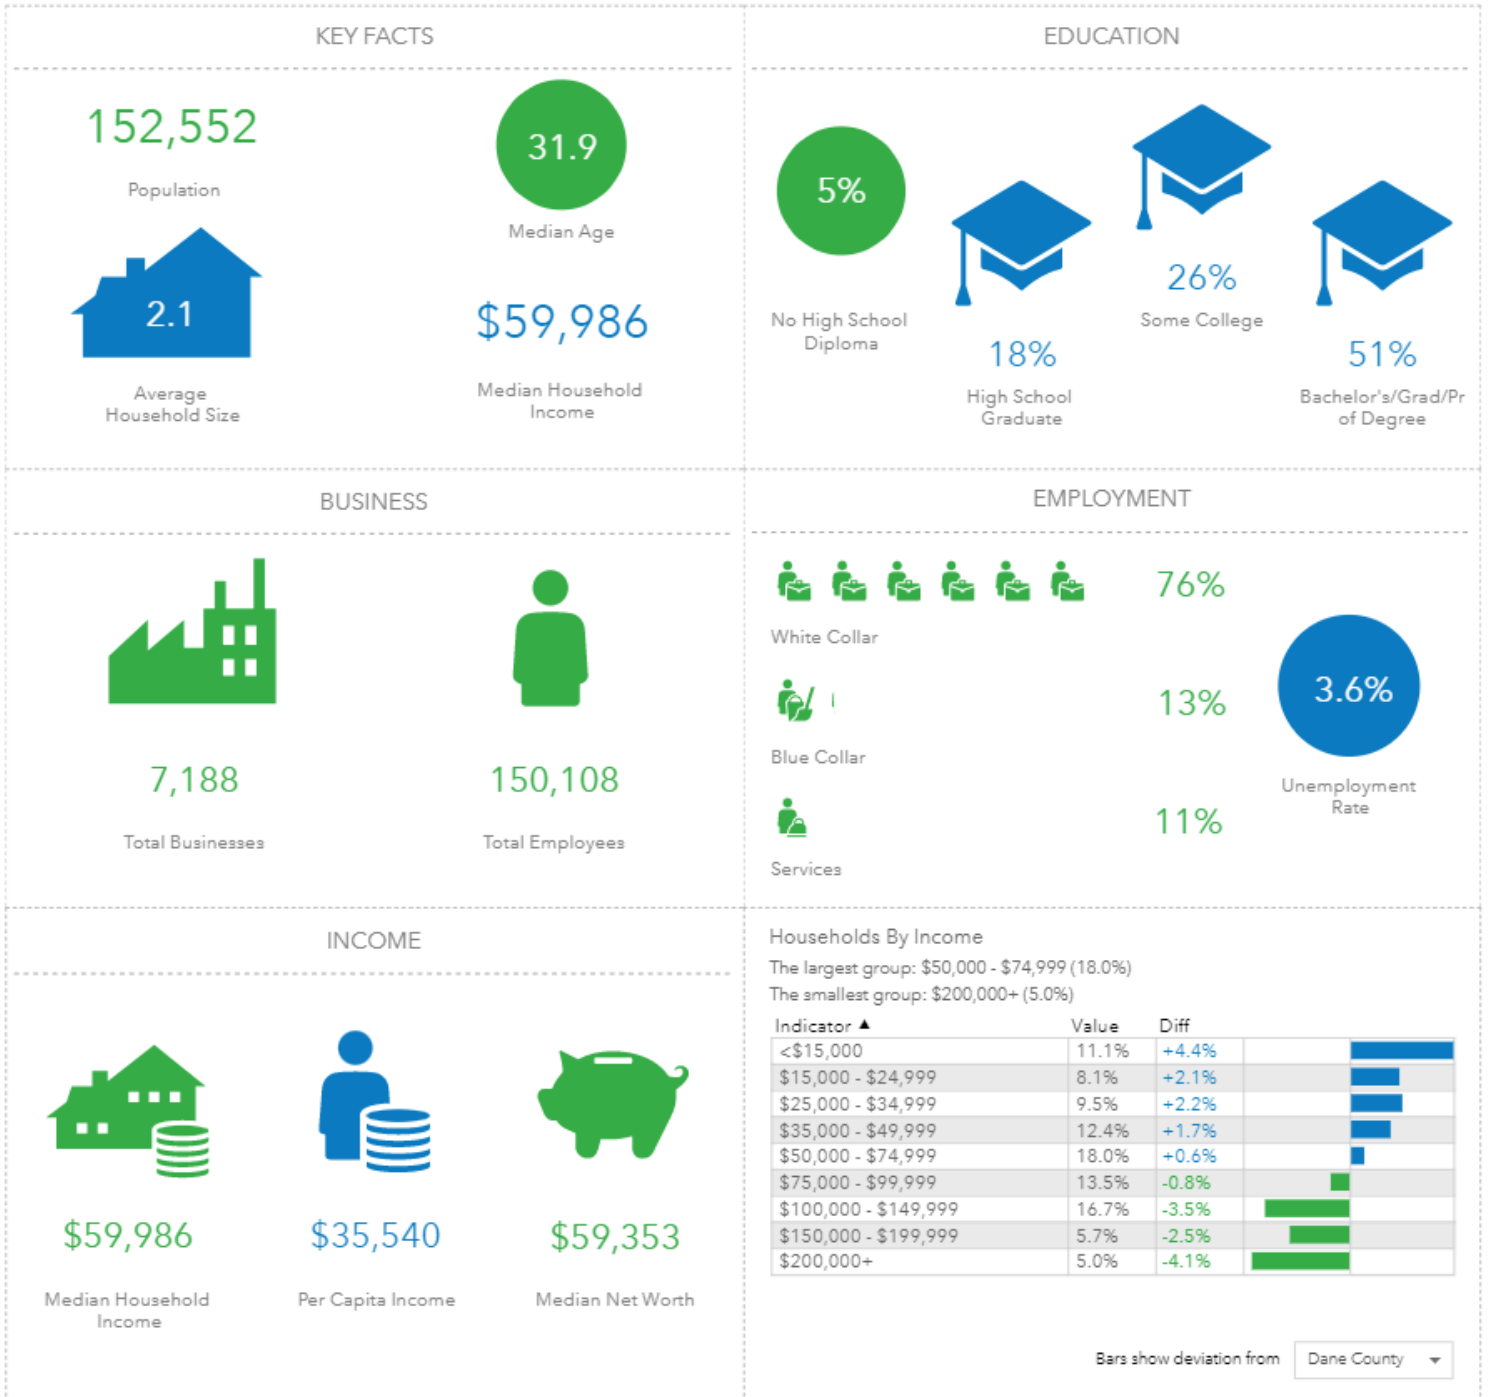 KEY FACTS
152,552
Population
31.9
Median Age
2.1
Average
Household Size
$59,986
Median Household
Income
EDUCATION
5%
No High School
Diploma
18%
High School
Graduate
26%
Some College
51%
Bachelor's/Grad/Pr
of Degree
BUSINESS
7,188
Total Businesses
150,108
Total Employees
EMPLOYMENT
76%
White Collar
13%
Blue Collar
11%
Services
3.6%
Unemployment
Rate
INCOME
$59,986
Median Household
Income
$35,540
Per Capita Income
$59,353
Median Net Worth
Households By Income
The largest group: $50,000 - $74,999 (18.0%)
The smallest group: $200,000+ (5.0%)
Indicator ▲ Value Diff
<$15,000 11.1% +4.4%
$15,000 - $24,999 8.1% +2.1%
$25,000 - $34,999 9.5% +2.2%
$35,000 - $49,999 12.4% +1.7%
$50,000 - $74,999 18.0% +0.6%
$75,000 - $99,999 13.5% -0.8%
$100,000 - $149,999 16.7% -3.5%
$150,000 - $199,999 5.7% -2.5%
$200,000+ 5.0% -4.1%
Bars show deviation from Dane County